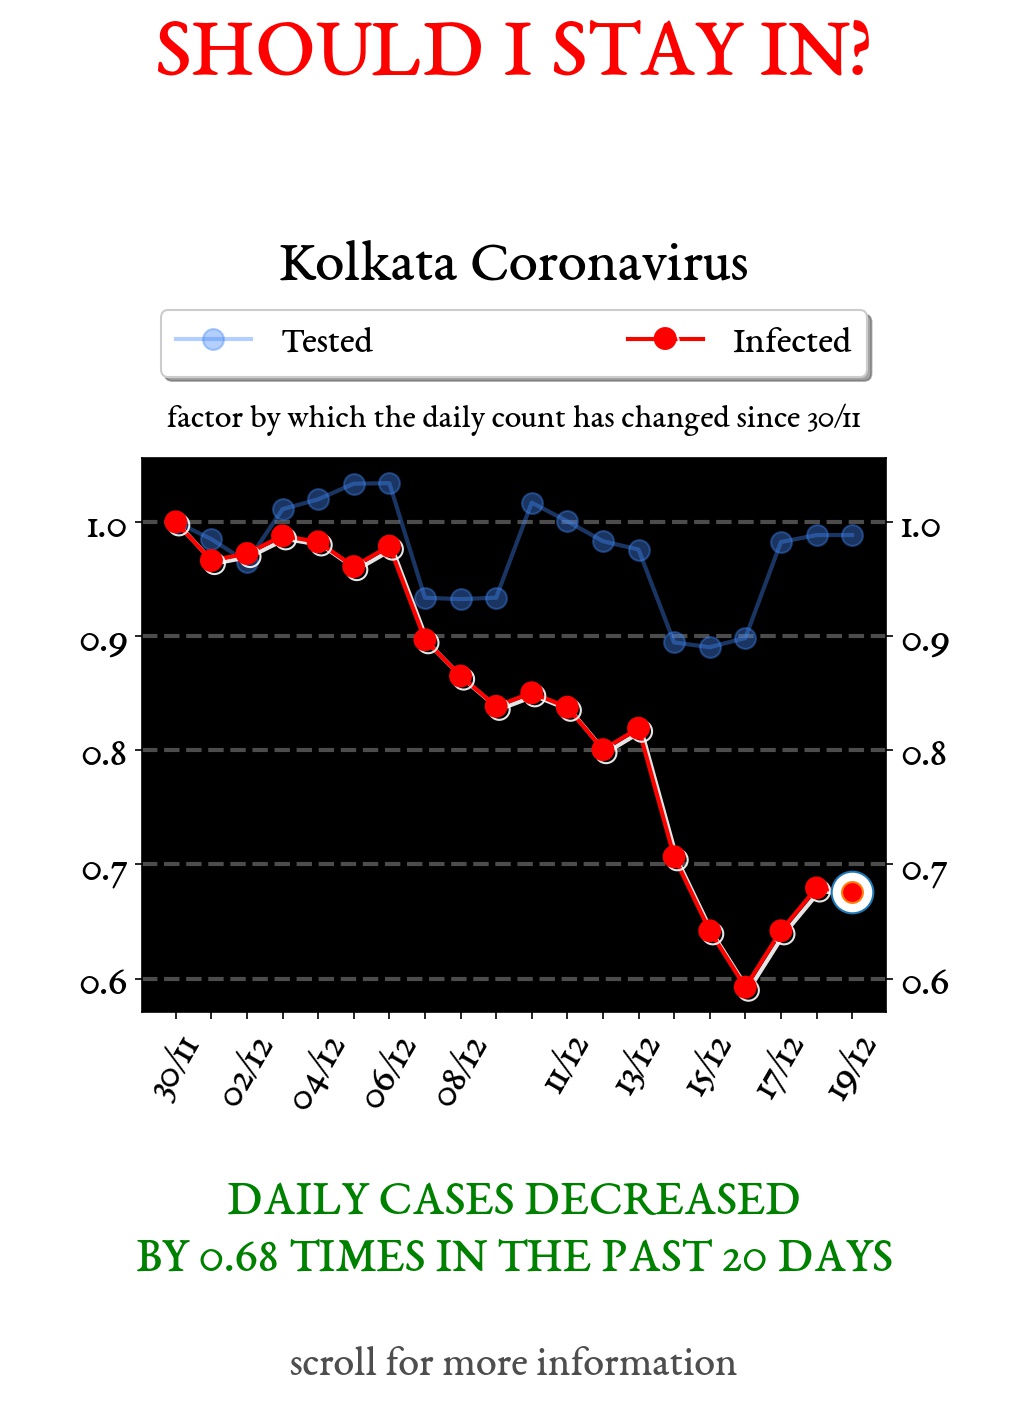 SHOULD I STAY IN?
Kolkata Coronavirus
Tested Infected
factor by which the daily count has changed since 30/11
1.0 1.0
0.9 0.9
0.8 0.8
0.7 0.7
0.6 0.6
30/11 02/12 04/12 06/12 08/12 11/12 13/12 15/12 17/12 19/12
DAILY CASES DECREASED
BY 0.68 TIMES IN THE PAST 20 DAYS
scroll for more information